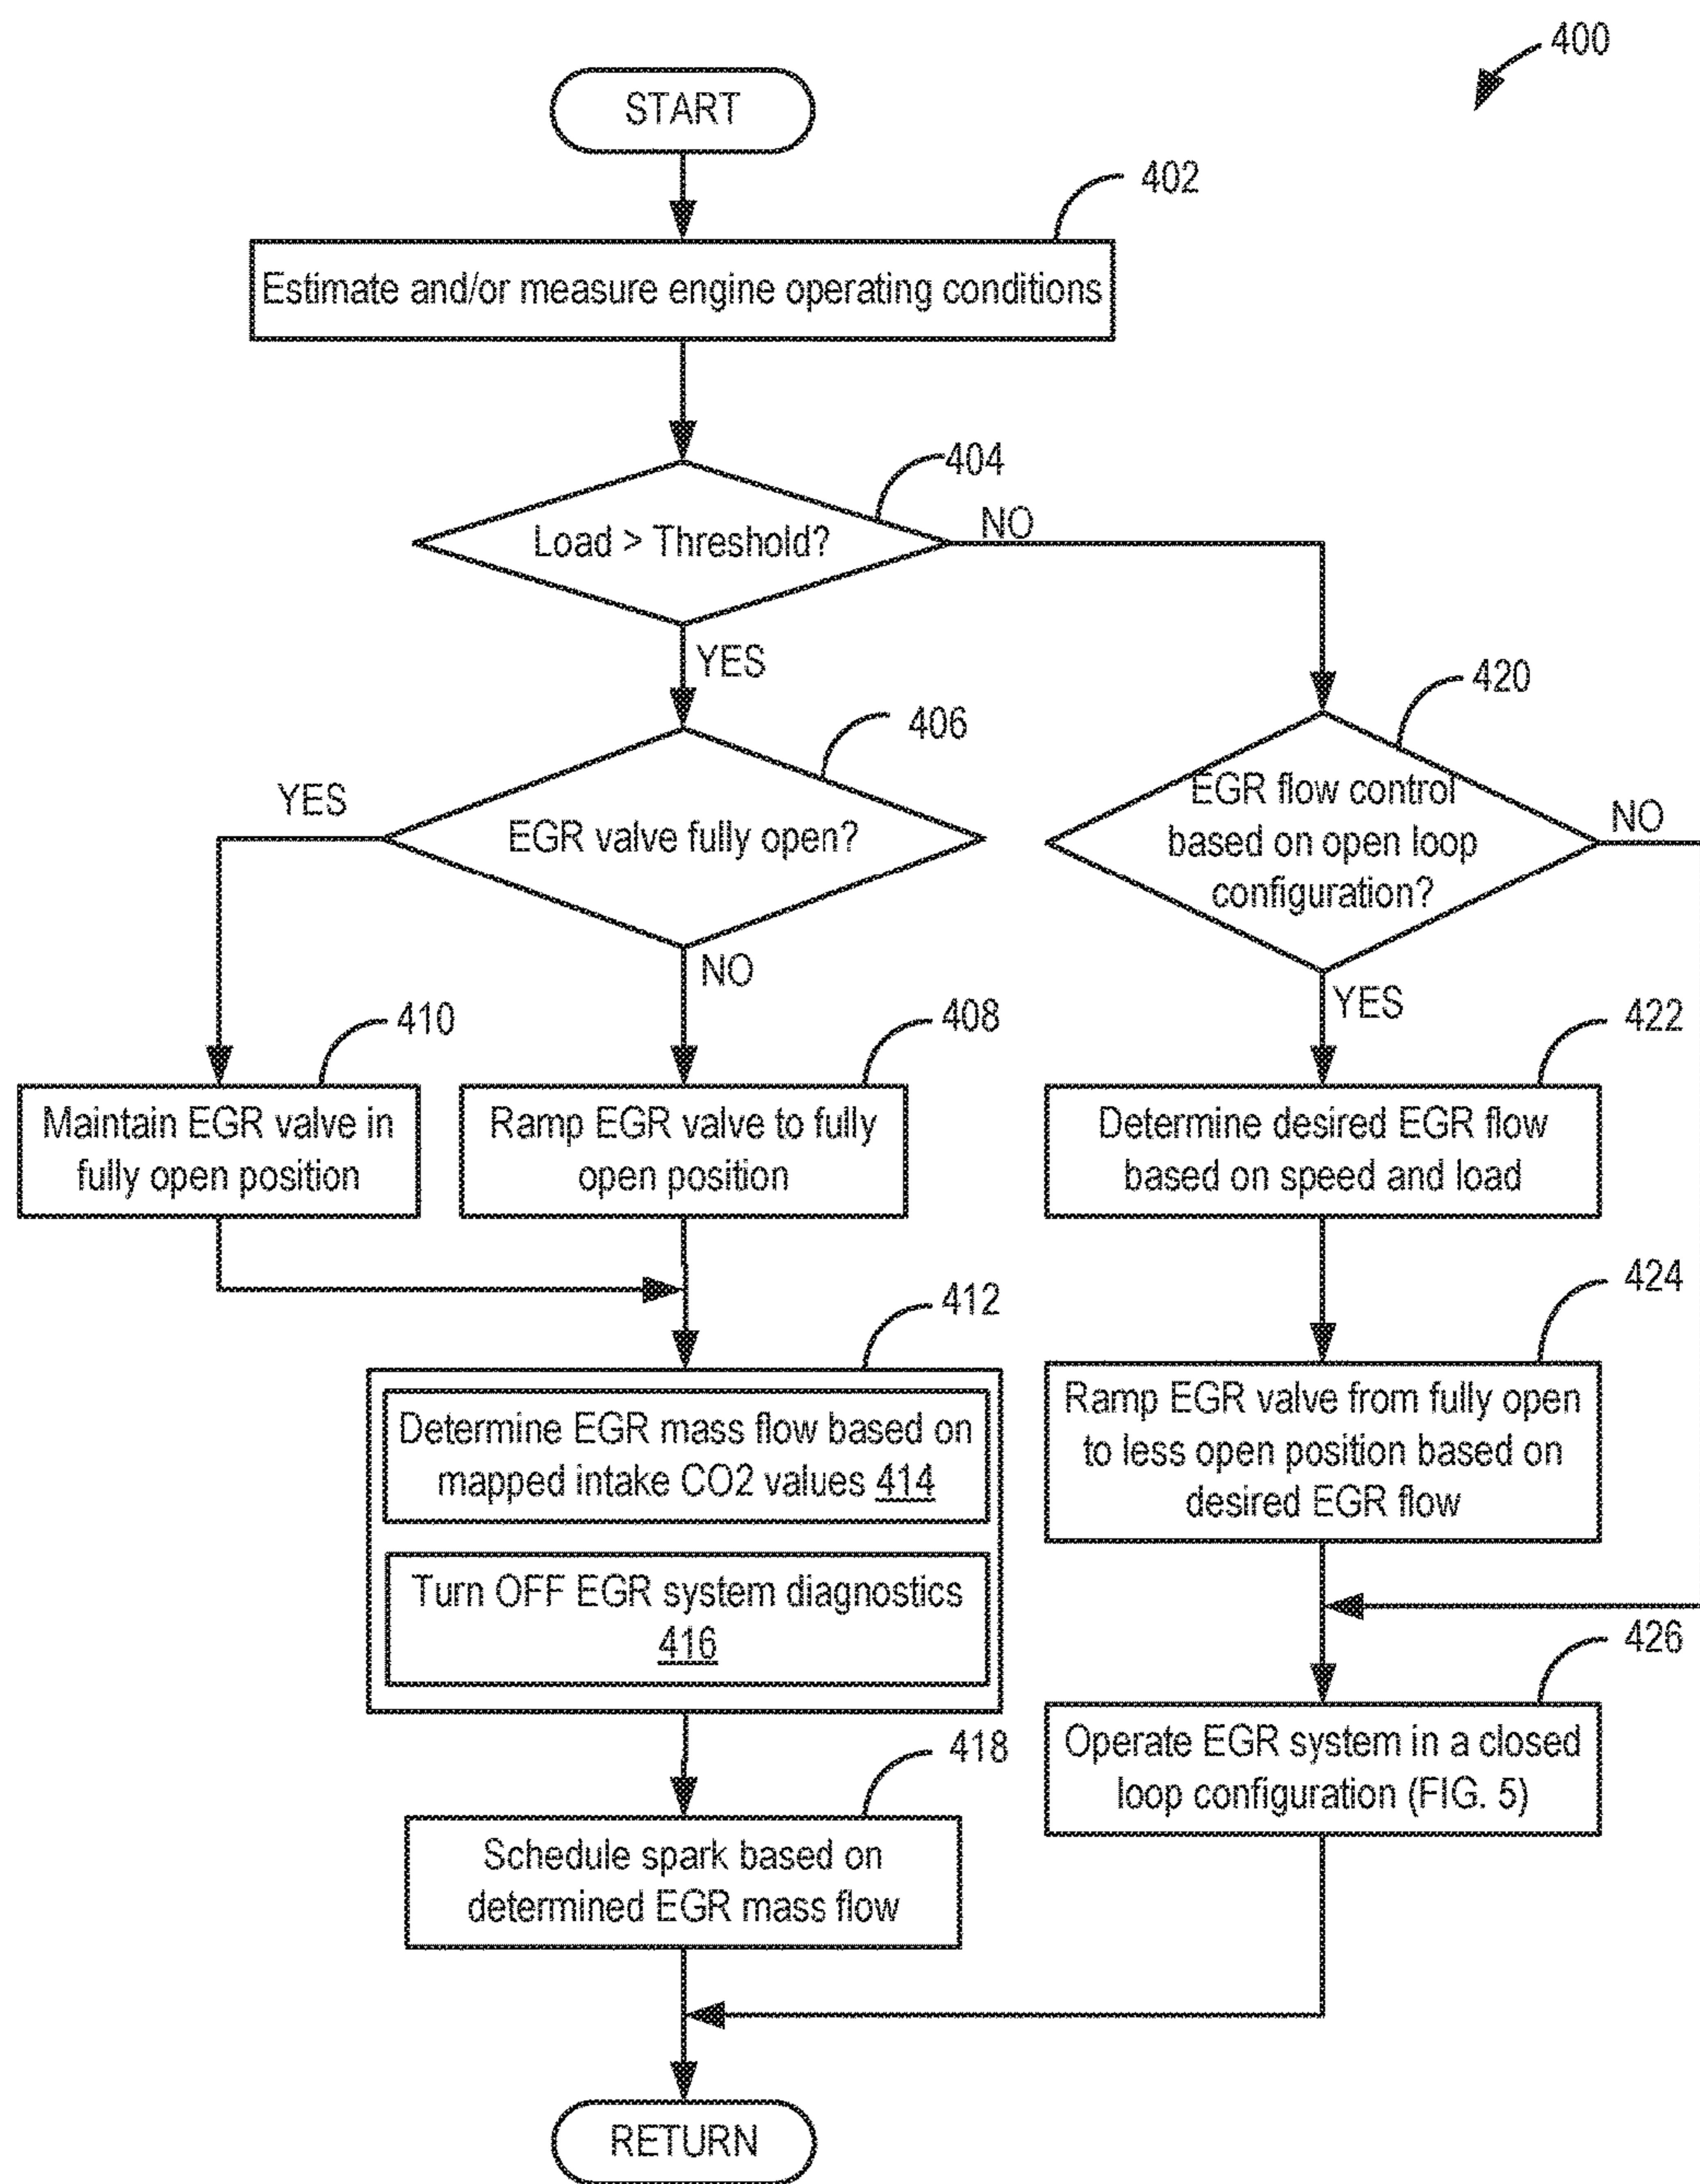 400
START
402
Estimate and/or measure engine operating conditions
404
Load > Threshold?
NO
YES
420
406
EGR flow control
based on open loop
configuration?
NO
YES
EGR valve fully open?
NO
YES
410
408
422
Maintain EGR valve in
fully open position
Ramp EGR valve to fully
open position
Determine desired EGR flow
based on speed and load
412
424
Determine EGR mass flow based on
mapped intake CO2 values 414
Ramp EGR valve from fully open
to less open position based on
desired EGR flow
Turn OFF EGR system diagnostics
416
426
418
Operate EGR system in a closed
loop configuration (FIG. 5)
Schedule spark based on
determined EGR mass flow
RETURN